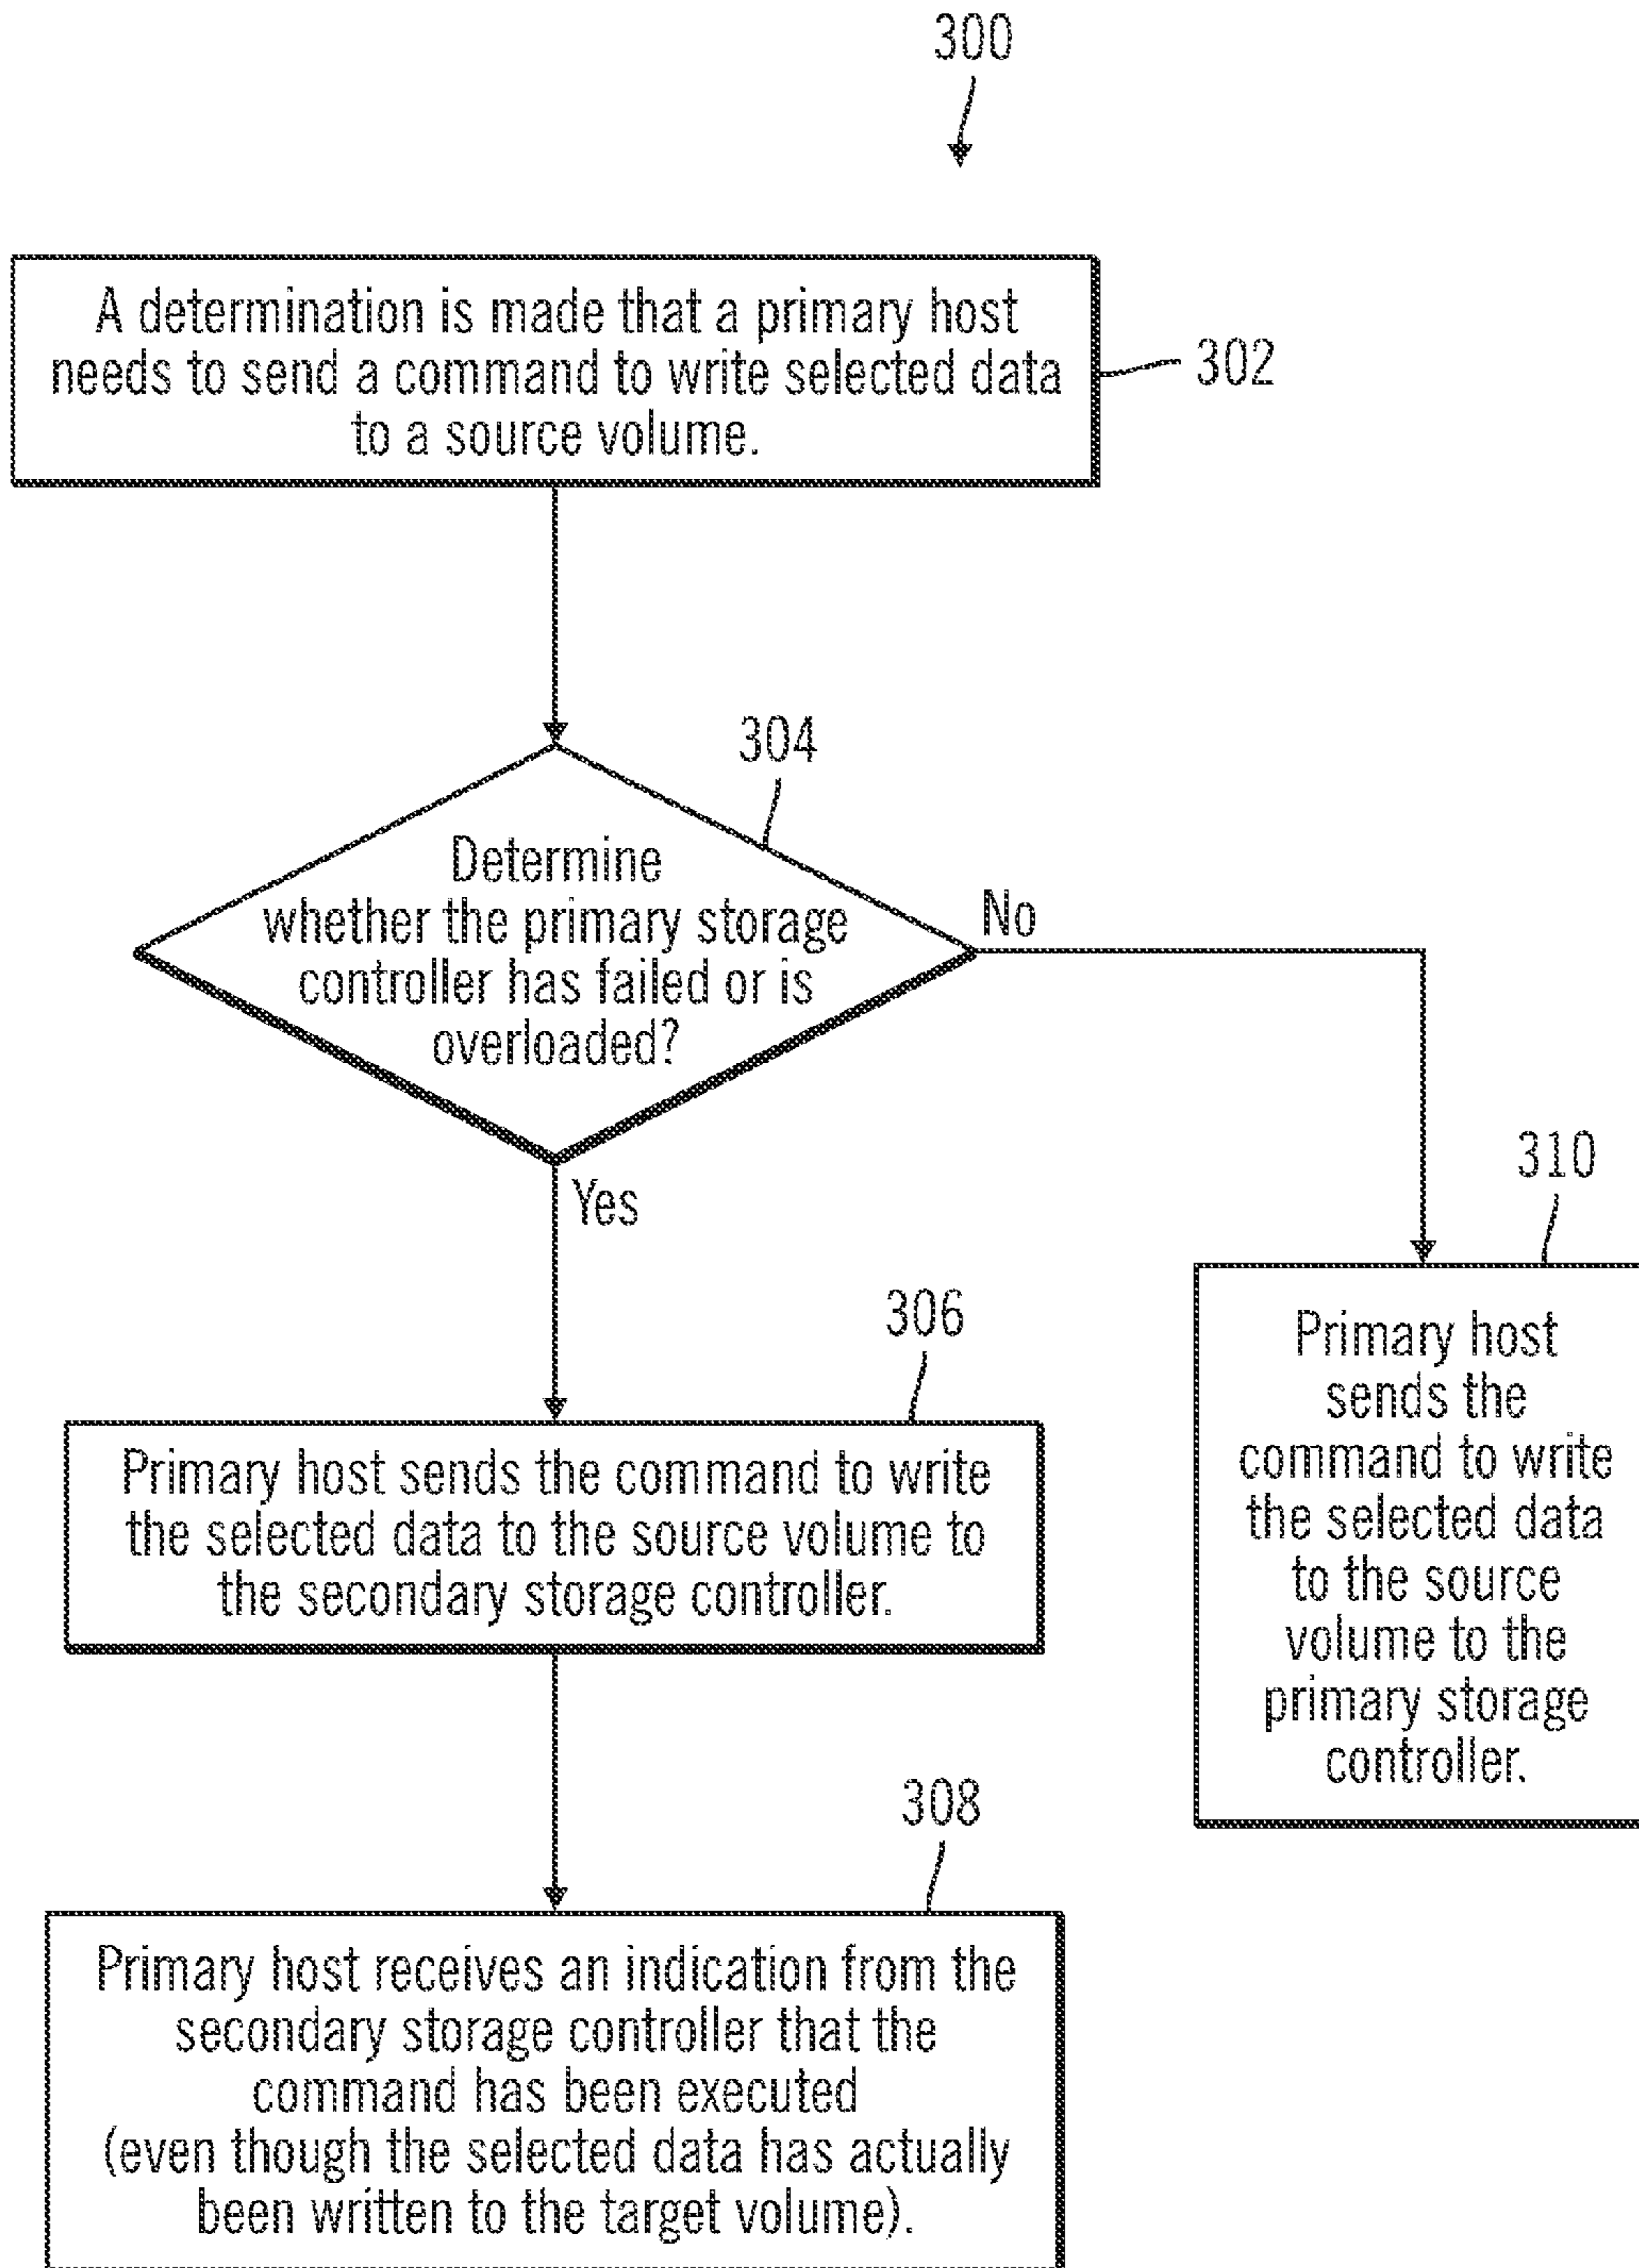 300
A determination is made that a primary host
needs to send a command to write selected data
to a source volume.
302
304
Determine
whether the primary storage
controller has failed or is
overloaded?
No
Yes
306
Primary host sends the command to write
the selected data to the source volume to
the secondary storage controller.
310
Primary host
sends the
command to write
the selected data
to the source
volume to the
primary storage
controller.
308
Primary host receives an indication from the
secondary storage controller that the
command has been executed
(even though the selected data has actually
been written to the target volume).